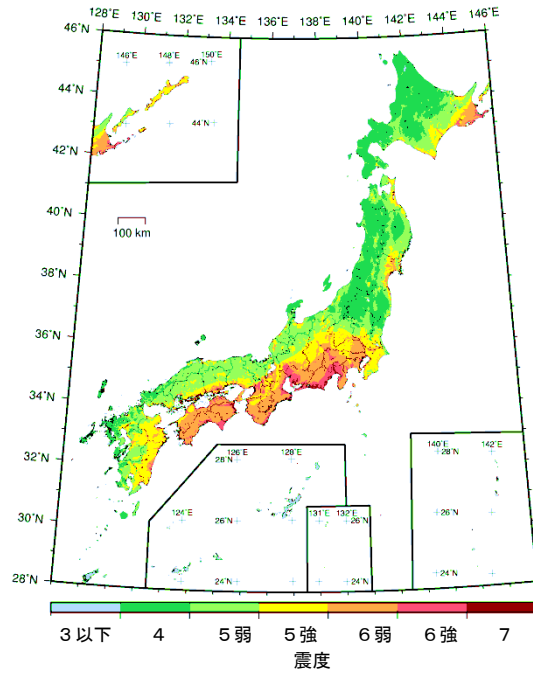 128˚E 130˚E 132˚E 134˚E 136˚E 138˚E 140˚E 142˚E 144˚E 146˚E
46˚N
146˚E 148˚E 150˚E
46˚N
44˚N
44˚N
42˚N
40˚N
100 km
38˚N
36˚N
34˚N
32˚N
126˚E 128˚E
28˚N
140˚E 142˚E
28˚N
30˚N
124˚E
26˚N
131˚E 132˚E
26˚N
26˚N
24˚N
24˚N
24˚N
28˚N
3以下 4 5弱 5強 6弱 6強 7
震度